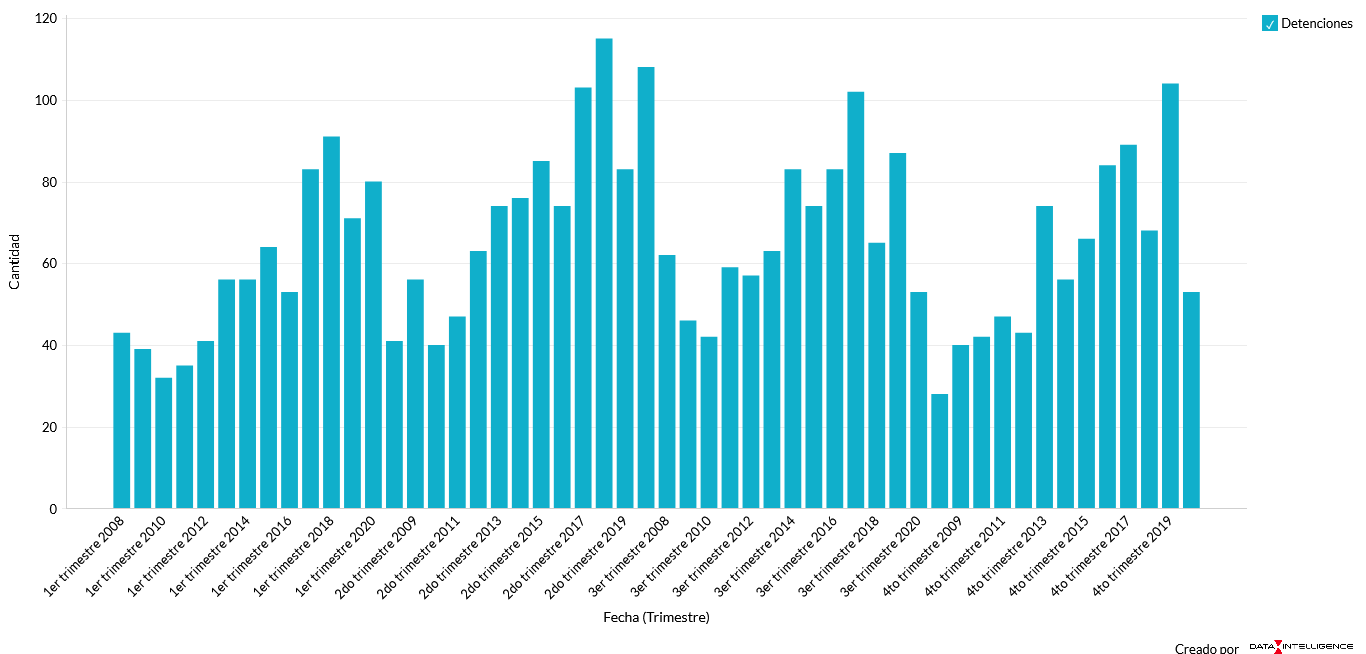 120
100
80
60
40
20
0
Cantidad
1er trimestre 2008
1er trimestre 2010
1er trimestre 2012
1er trimestre 2014
1er trimestre 2016
1er trimestre 2018
1er trimestre 2020
2do trimestre 2009
2do trimestre 2011
2do trimestre 2013
2do trimestre 2015
2do trimestre 2017
2do trimestre 2019
3er trimestre 2008
3er trimestre 2010
3er trimestre 2012
3er trimestre 2014
3er trimestre 2016
3er trimestre 2018
3er trimestre 2020
4to trimestre 2009
4to trimestre 2011
4to trimestre 2013
4to trimestre 2015
4to trimestre 2017
4to trimestre 2019
Fecha (Trimestre)
Detenciones
Creado por DATA INTELLIGENCE